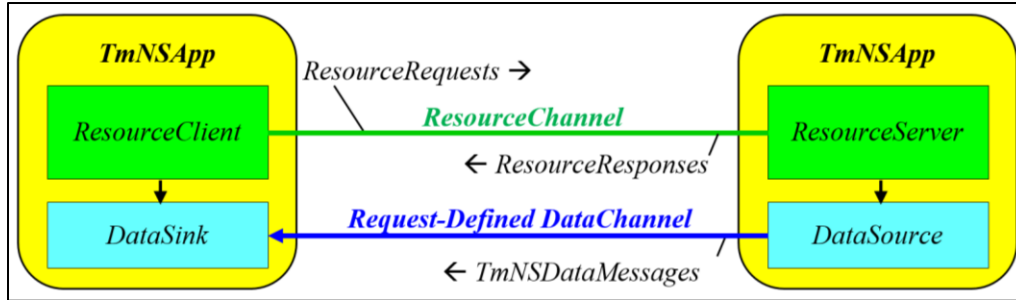 TmNSApp
TmNSApp
ResourceRequests →
ResourceClient
ResourceChannel
ResourceServer
← ResourceResponses
Request-Defined DataChannel
DataSink
DataSource
← TmNSDataMessages